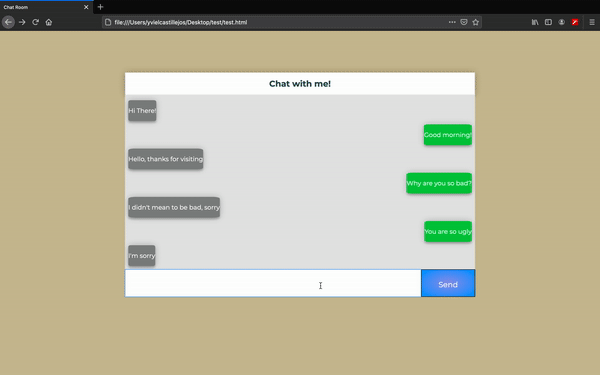 Chat Room
file:///Users/yvielcastillejos/Desktop/test/test.html
Chat with me!
Hi There!
Good morning!
Hello, thanks for visiting
Why are you so bad?
I didn't mean to be bad, sorry
You are so ugly
I'm sorry
Send